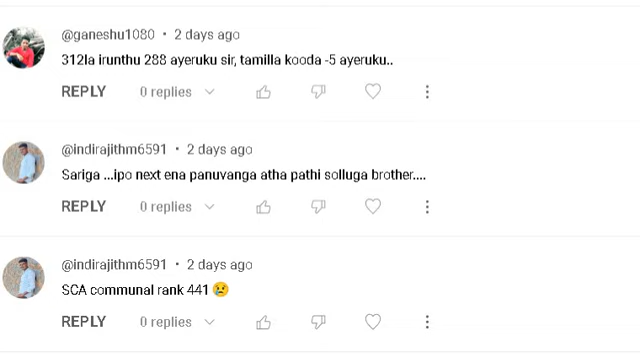 @ganeshu1080 • 2 days ago
312la irunthu 288 ayeruku sir, tamilla kooda -5 ayeruku..
REPLY 0 replies
@indirajithm6591 • 2 days ago
Sariga ...ipo next ena panuvanga atha pathi solluga brother....
REPLY 0 replies
@indirajithm6591 • 2 days ago
SCA communal rank 441 😢
REPLY 0 replies